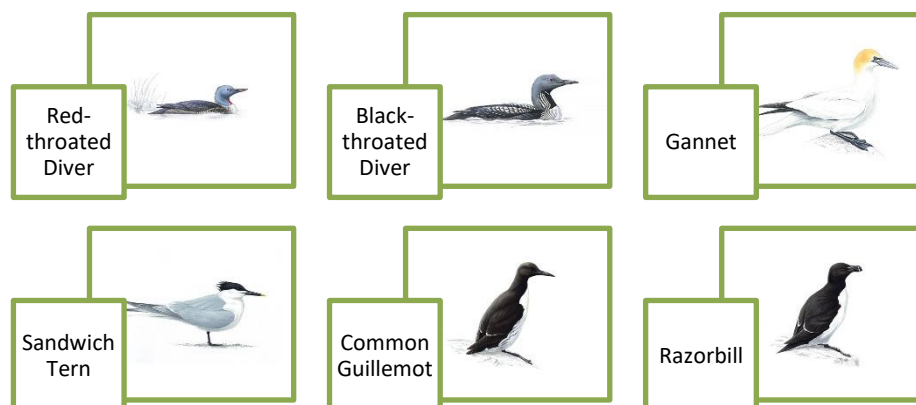 Red-
throated
Diver
Black-
throated
Diver
Gannet
Sandwich
Tern
Common
Guillemot
Razorbill